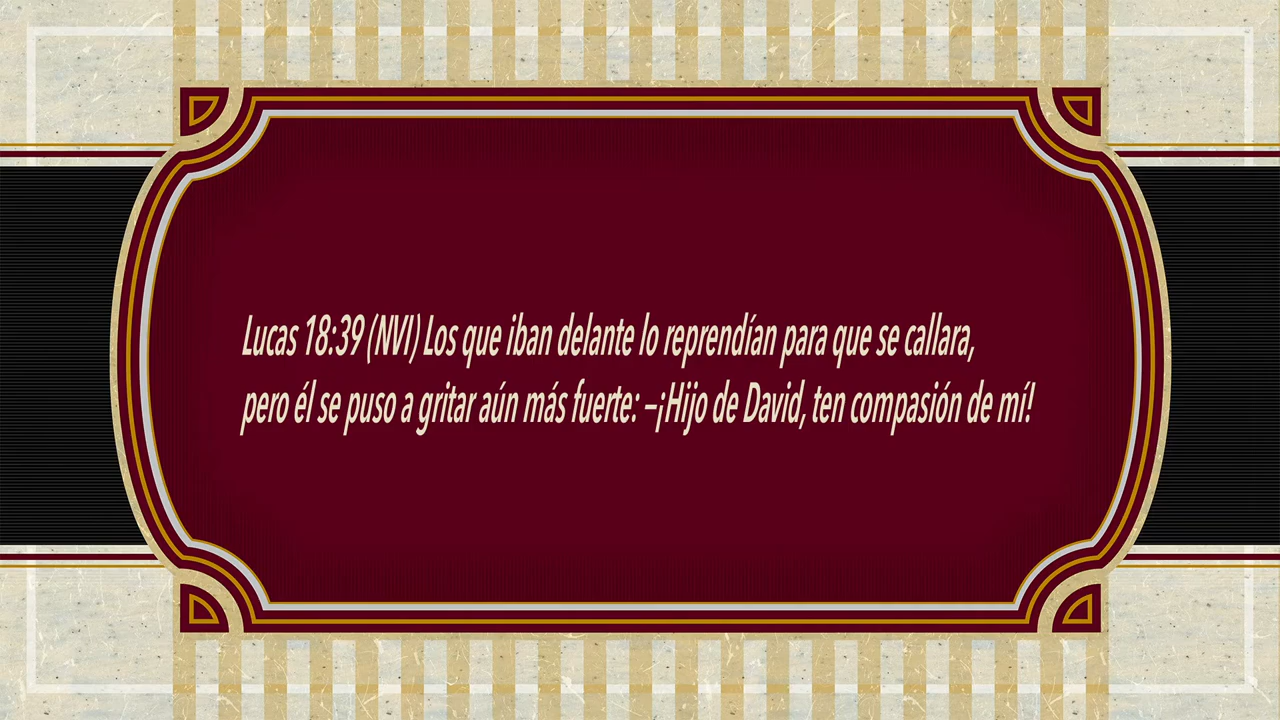 Lucas 18:39 (NVI) Los que iban delante lo reprendían para que se callara,
pero él se puso a gritar aún más fuerte: –¡Hijo de David, ten compasión de mí!